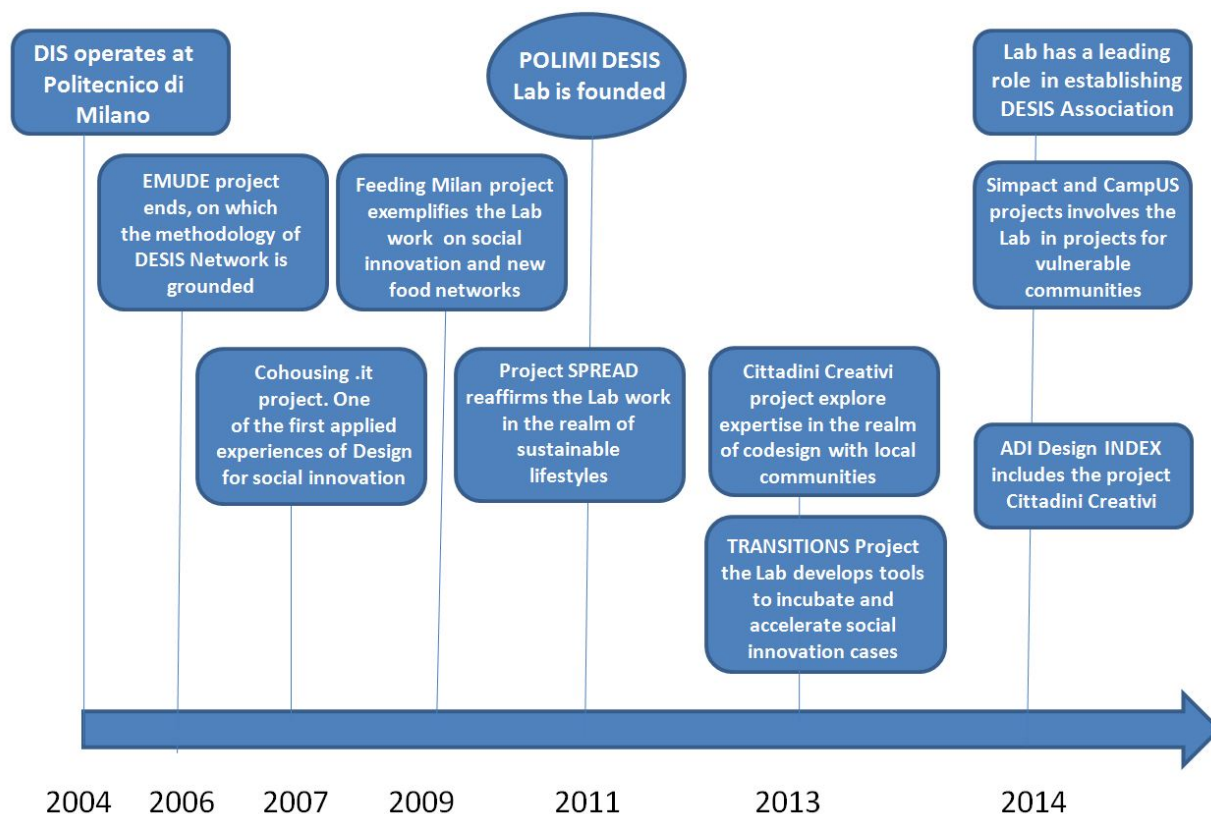 DIS operates at
Politecnico di
Milano
POLIMI DESIS
Lab is founded
Lab has a leading
role in establishing
DESIS Association
EMUDE project
ends, on which
the methodology of
DESIS Network is
grounded
Feeding Milan project
exemplifies the Lab
work on social
innovation and new
food networks
Simpact and CampUS
projects involves the
Lab in projects for
vulnerable
communities
Cohousing .it
project. One
of the first applied
experiences of Design
for social innovation
Project SPREAD
reaffirms the Lab work
in the realm of
sustainable
lifestyles
Cittadini Creativi
project explore
expertise in the realm
of codesign with local
communities
ADI Design INDEX
includes the project
Cittadini Creativi
TRANSITIONS Project
the Lab develops tools
to incubate and
accelerate social
innovation cases
2004 2006 2007 2009 2011 2013 2014